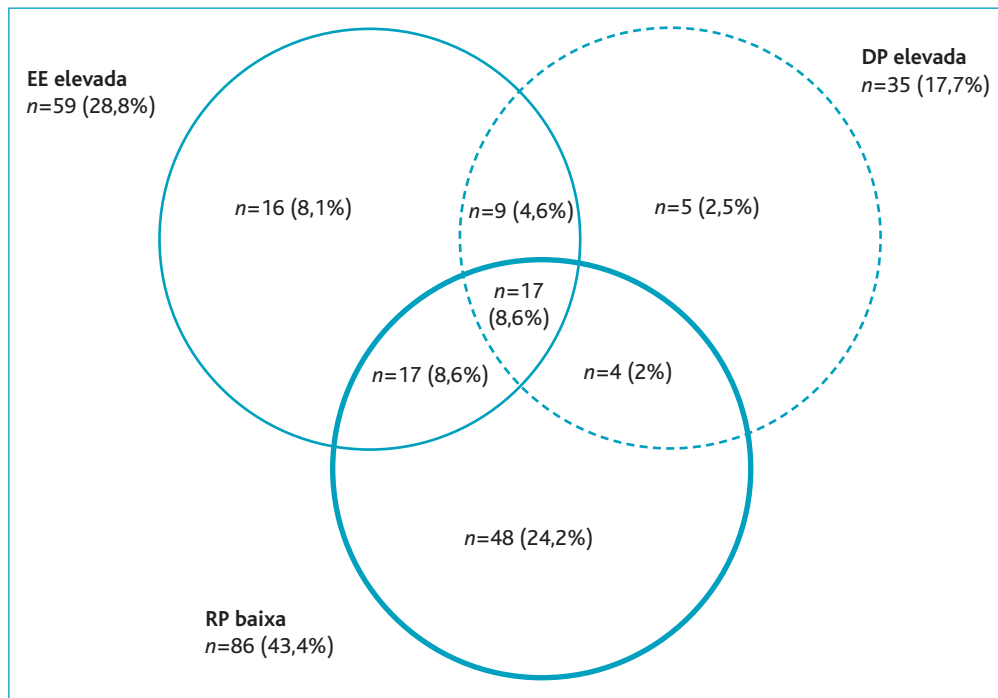 EE elevada
n=59 (28,8%)
DP elevada
n=35 (17,7%)
n=16 (8,1%)
n=9 (4,6%)
n=5 (2,5%)
n=17
(8,6%)
n=17 (8,6%)
n=4 (2%)
n=48 (24,2%)
RP baixa
n=86 (43,4%)